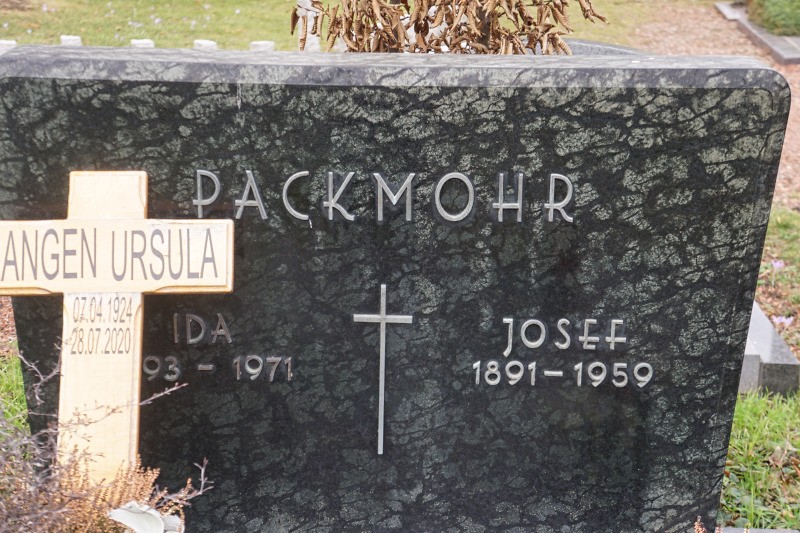 PACKMOHR
ANGEN URSULA
07.04.1924
28.07.2020
IDA
93 - 1971
JOSEF
1891-1959